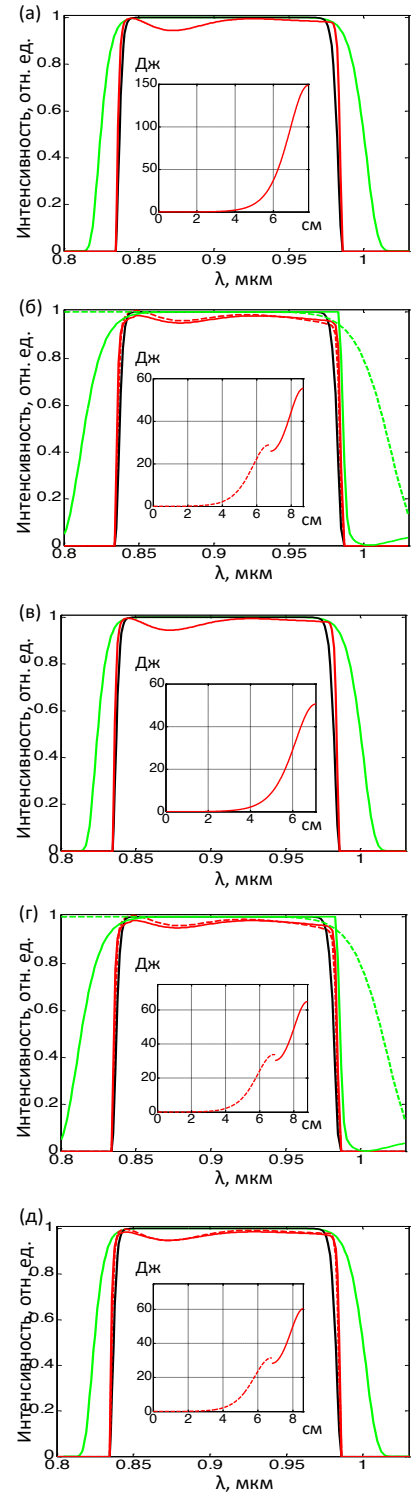 (а)
Интенсивность, отн. ед.
1
0.8
0.6
0.4
0.2
0
Дж
150
100
50
0
0 2 4 6 см
0.8 0.85 0.9 0.95 1
λ, мкм
(б)
Интенсивность, отн. ед.
1
0.8
0.6
0.4
0.2
0
Дж
60
40
20
0
0 2 4 6 8
см
0.8 0.85 0.9 0.95 1
λ, мкм
(в)
Интенсивность, отн. ед.
1
0.8
0.6
0.4
0.2
0
Дж
60
40
20
0
0 2 4 6
см
0.8 0.85 0.9 0.95 1
λ, мкм
(г)
Интенсивность, отн. ед.
1
0.8
0.6
0.4
0.2
0
Дж
60
40
20
0
0 2 4 6 8
см
0.8 0.85 0.9 0.95 1
λ, мкм
(д)
Интенсивность, отн. ед.
1
0.8
0.6
0.4
0.2
0
Дж
60
40
20
0
0 2 4 6 8
см
0.8 0.85 0.9 0.95 1
λ, мкм